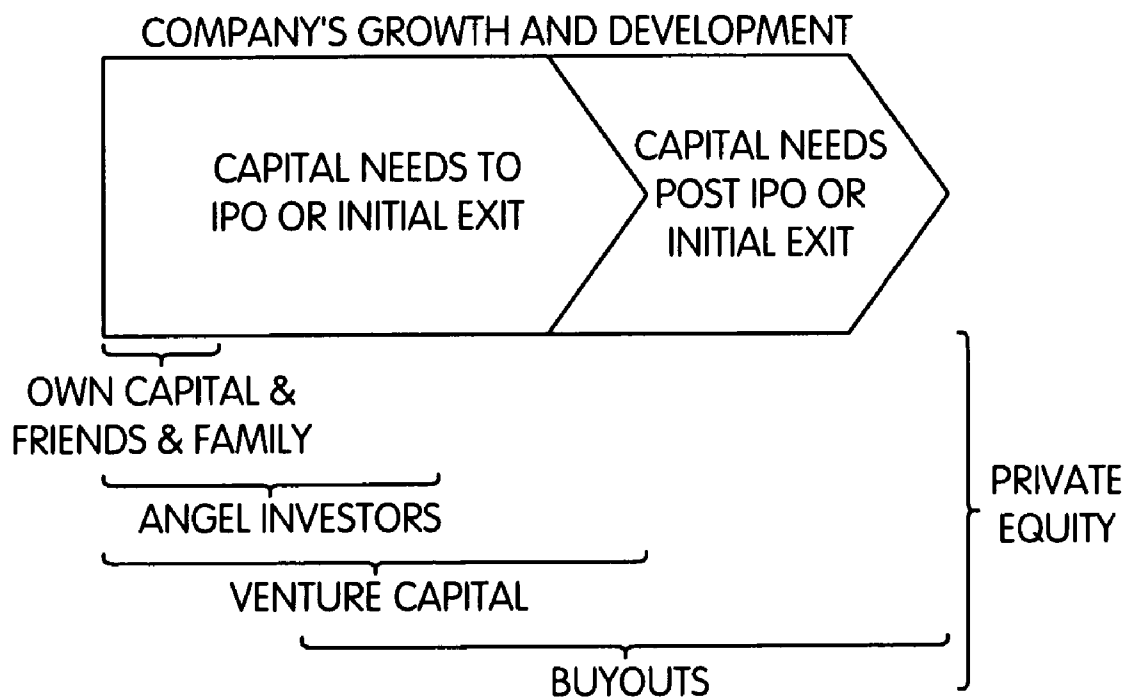 COMPANY'S GROWTH AND DEVELOPMENT
CAPITAL NEEDS TO
IPO OR INITIAL EXIT
CAPITAL NEEDS
POST IPO OR
INITIAL EXIT
OWN CAPITAL &
FRIENDS & FAMILY
ANGEL INVESTORS
VENTURE CAPITAL
BUYOUTS
PRIVATE
EQUITY